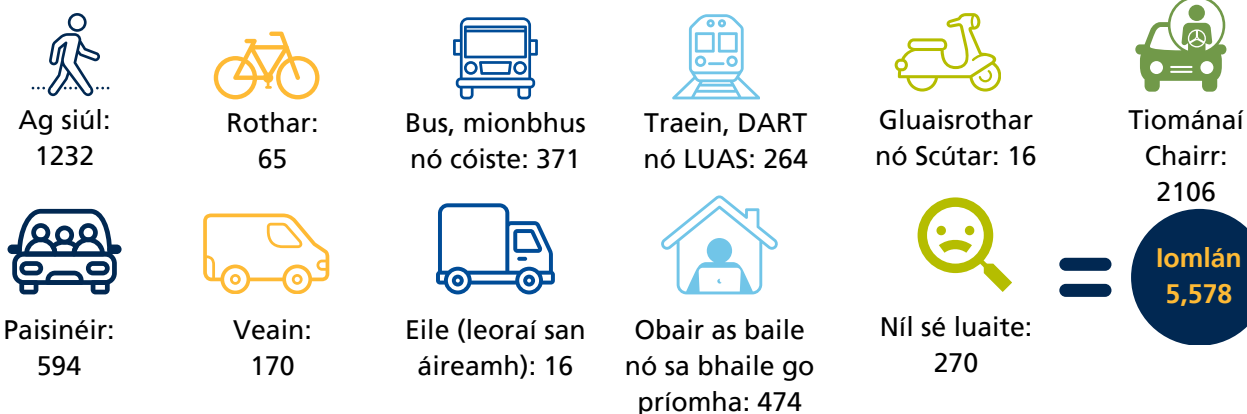 Ag siúl:
1232
Rothar:
65
Bus, mionbhus
nó cóiste: 371
Traein, DART
nó LUAS: 264
Gluaisrothar
nó Scútar: 16
Tiománaí
Chairr:
2106
Paisinéir:
594
Veain:
170
Eile (leoraí san
áireamh): 16
Obair as baile
nó sa bhaile go
príomha: 474
Níl sé luaite:
270
=
Iomlán
5,578